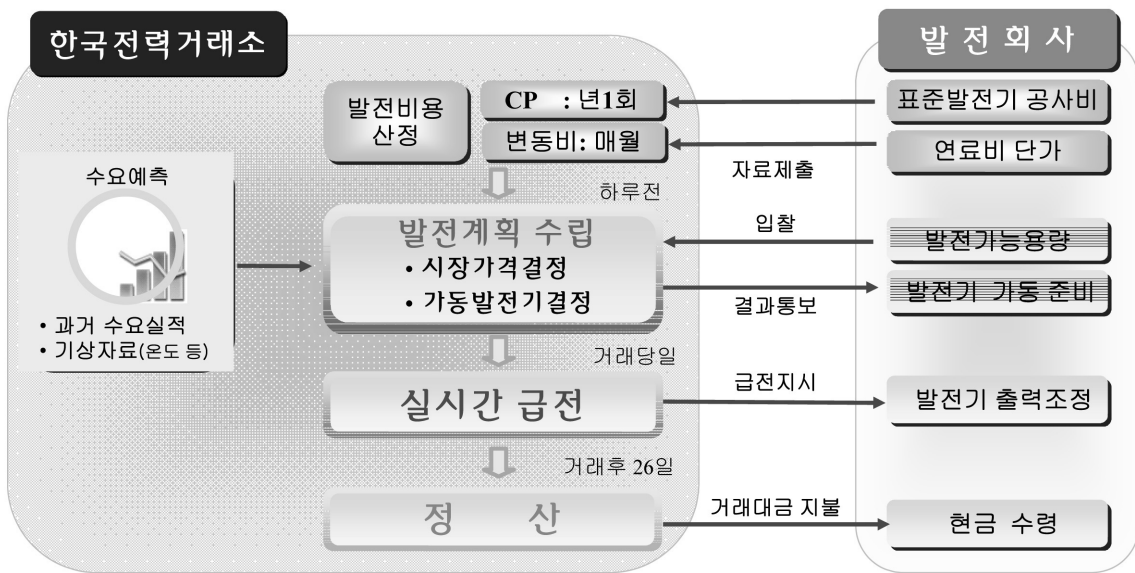 한국전력거래소
발 전 회 사
발전비용
산정
CP : 년1회
변동비: 매월
표준발전기 공사비
연료비 단가
자료제출
하루전
수요예측
• 과거 수요실적
• 기상자료(온도 등)
발전계획 수립
• 시장가격결정
• 가동발전기결정
입찰
발전가능용량
결과통보
발전기 가동 준비
거래당일
실시간 급전
급전지시
발전기 출력조정
거래후 26일
정 산
거래대금 지불
현금 수령